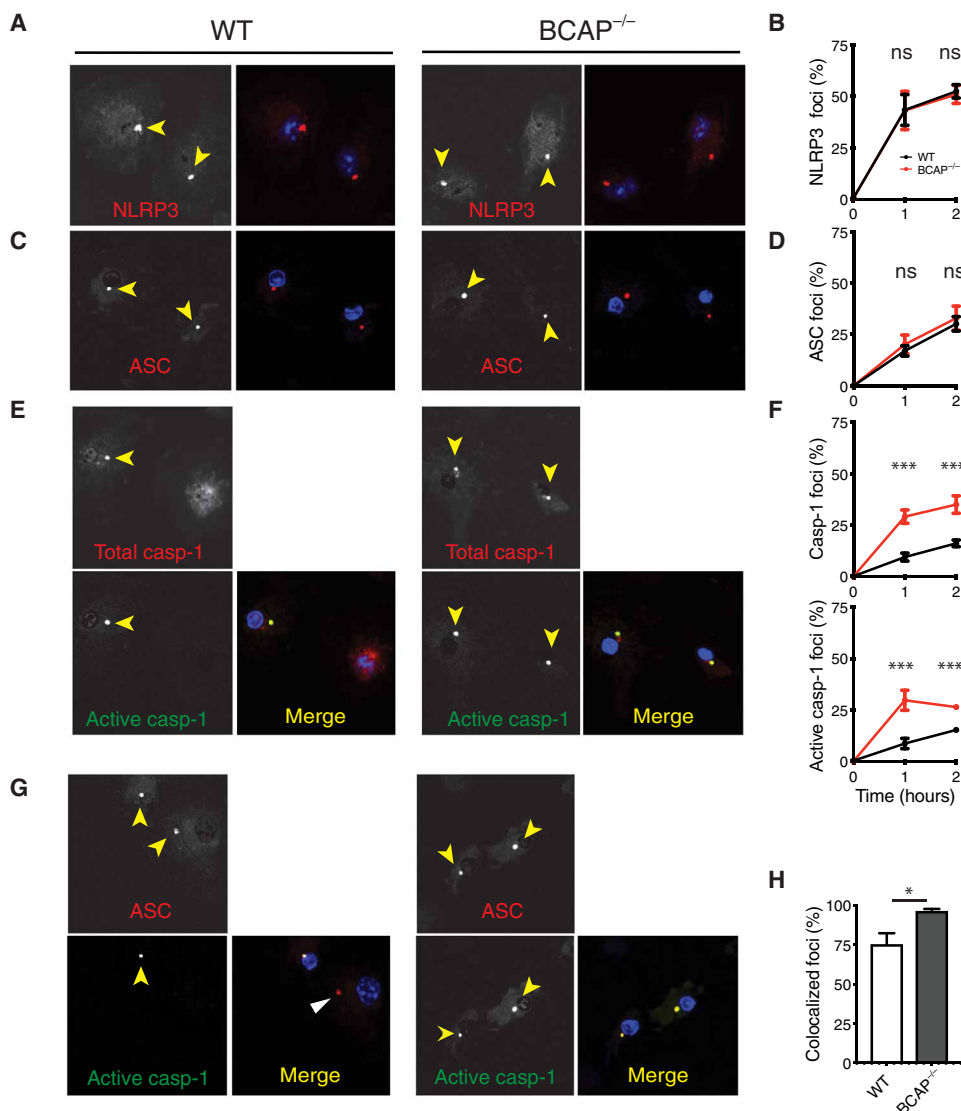 A
WT
BCAP⁻/⁻
NLRP3
NLRP3
B
NLRP3 foci (%)
75
50
25
0
ns
ns
WT
BCAP⁻/⁻
0 1 2
C
ASC
ASC
D
ASC foci (%)
75
50
25
0
ns
ns
0 1 2
E
Total casp-1
Total casp-1
Active casp-1
Merge
Active casp-1
Merge
F
Casp-1 foci (%)
75
50
25
0
***
***
0 1 2
Active casp-1 foci (%)
75
50
25
0
***
***
0 1 2
Time (hours)
G
ASC
ASC
Active casp-1
Merge
Active casp-1
Merge
H
Colocalized foci (%)
100
75
50
25
0
*
WT
BCAP⁻/⁻